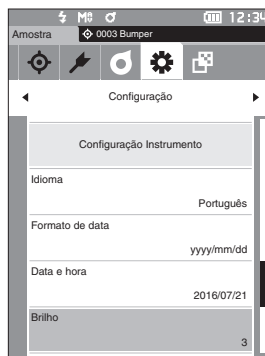 12:34
Amostra 0003 Bumper
Configuração
Configuração Instrumento
Idioma
Português
Formato de data
yyyy/mm/dd
Data e hora
2016/07/21
Brilho
3